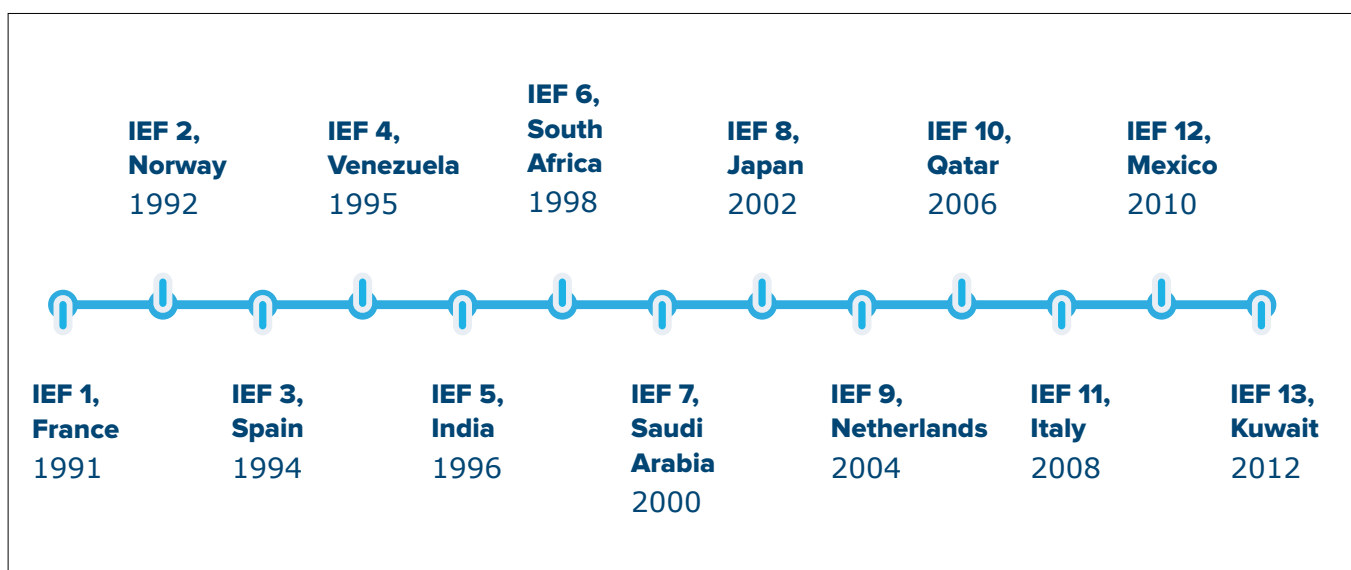 IEF 6,
South
Africa
1998
IEF 2,
Norway
1992
IEF 4,
Venezuela
1995
IEF 8,
Japan
2002
IEF 10,
Qatar
2006
IEF 12,
Mexico
2010
IEF 1,
France
1991
IEF 3,
Spain
1994
IEF 5,
India
1996
IEF 7,
Saudi
Arabia
2000
IEF 9,
Netherlands
2004
IEF 11,
Italy
2008
IEF 13,
Kuwait
2012